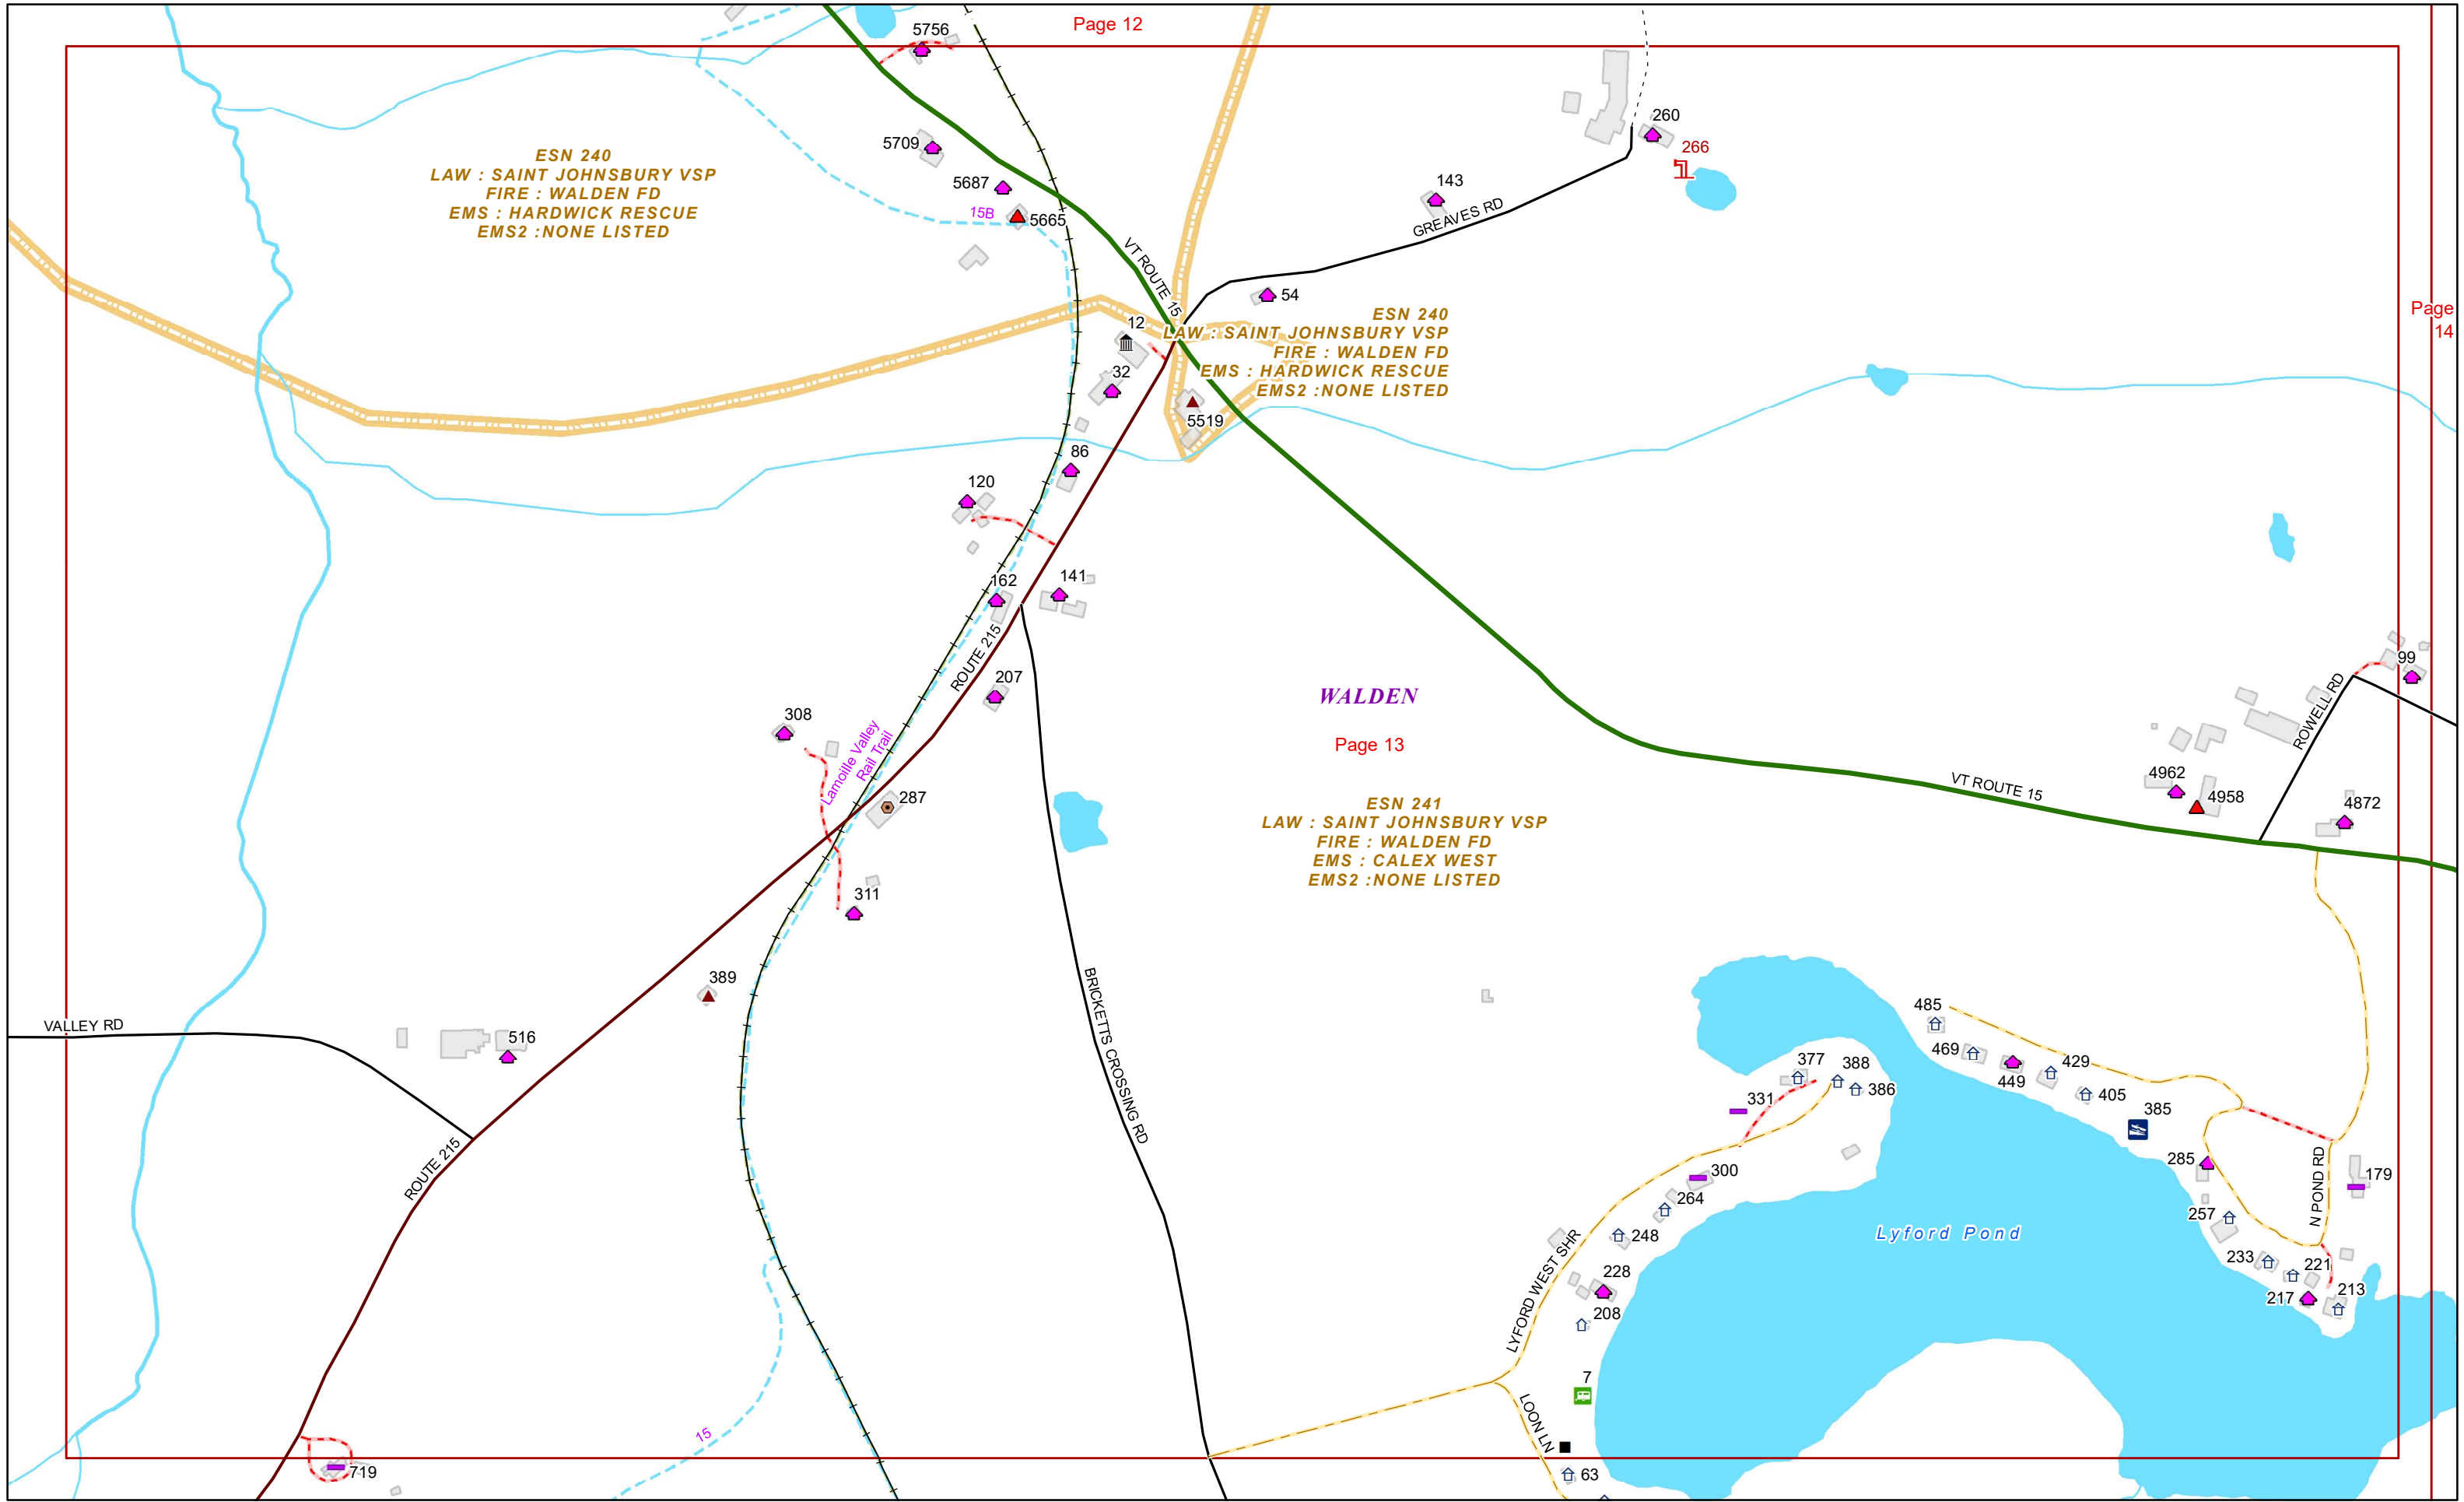 Page 12
5756
260
266
ESN 240
LAW : SAINT JOHNSBURY VSP
FIRE : WALDEN FD
EMS : HARDWICK RESCUE
EMS2 :NONE LISTED
5709
5687
15B
5665
143
GREAVES RD
VT ROUTE 15
54
12
ESN 240
LAW : SAINT JOHNSBURY VSP
FIRE : WALDEN FD
EMS : HARDWICK RESCUE
EMS2 :NONE LISTED
Page
14
32
5519
86
120
162
141
ROUTE 215
207
WALDEN
Page 13
99
ROWELL RD
308
Lamoille Valley
Rail Trail
287
VT ROUTE 15
4962
4958
4872
ESN 241
LAW : SAINT JOHNSBURY VSP
FIRE : WALDEN FD
EMS : CALEX WEST
EMS2 :NONE LISTED
311
389
VALLEY RD
516
BRICKETTS CROSSING RD
485
469
449
429
405
385
377
388
386
331
ROUTE 215
300
264
248
285
179
N POND RD
257
Lyford Pond
LYFORD WEST SHR
228
208
233
221
217
213
7
LOON LN
15
719
63